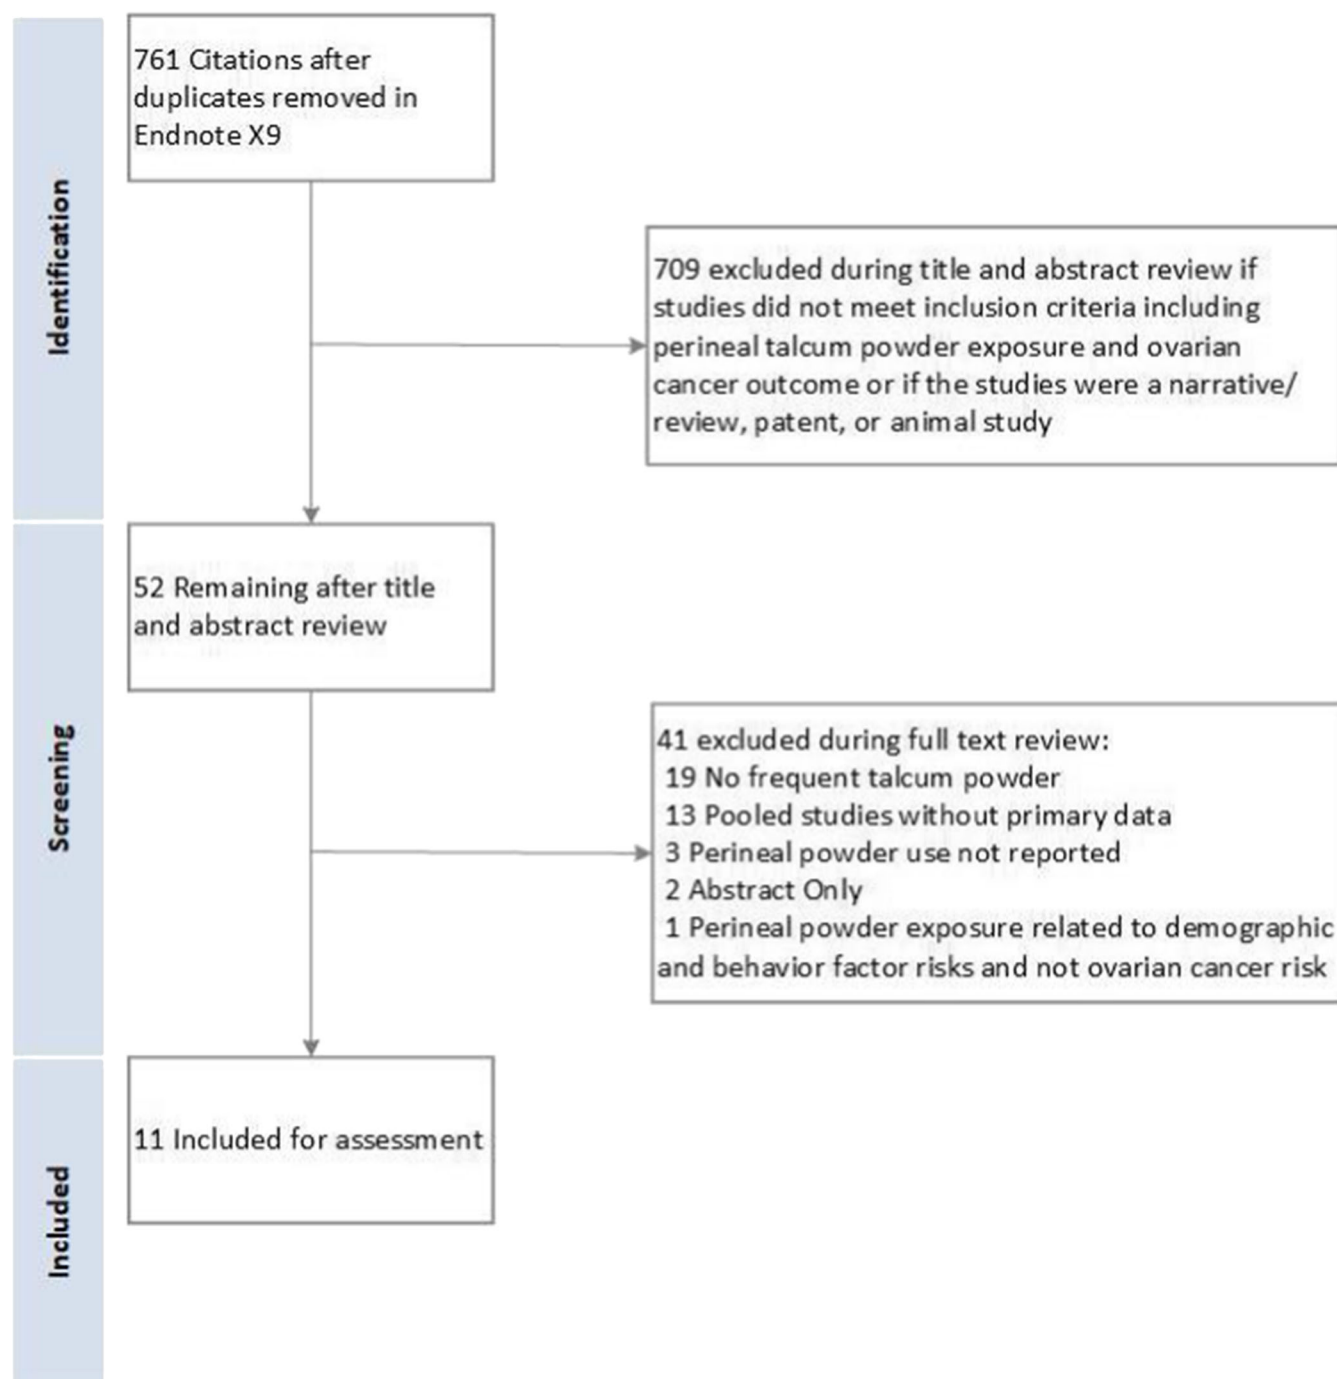 Identification
761 Citations after
duplicates removed in
Endnote X9
709 excluded during title and abstract review if
studies did not meet inclusion criteria including
perineal talcum powder exposure and ovarian
cancer outcome or if the studies were a narrative/
review, patent, or animal study
Screening
52 Remaining after title
and abstract review
41 excluded during full text review:
19 No frequent talcum powder
13 Pooled studies without primary data
3 Perineal powder use not reported
2 Abstract Only
1 Perineal powder exposure related to demographic
and behavior factor risks and not ovarian cancer risk
Included
11 Included for assessment